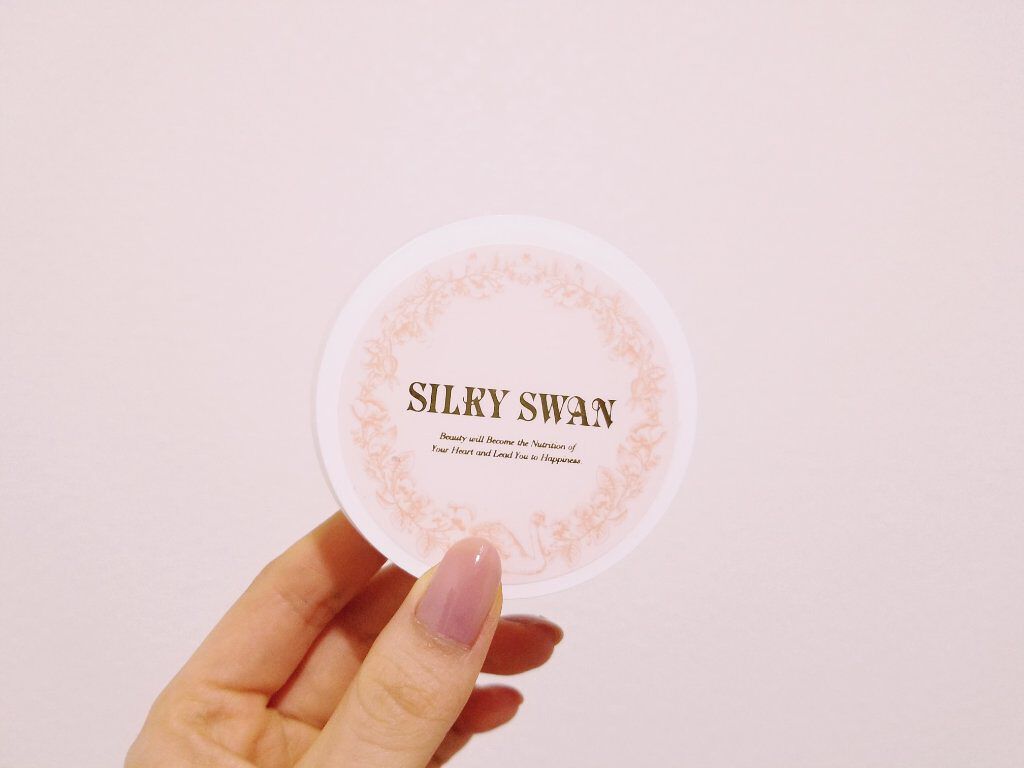 SILKY SWAN
Beauty will Become the Nutrition of
Your Heart and Lead You to Happiness.